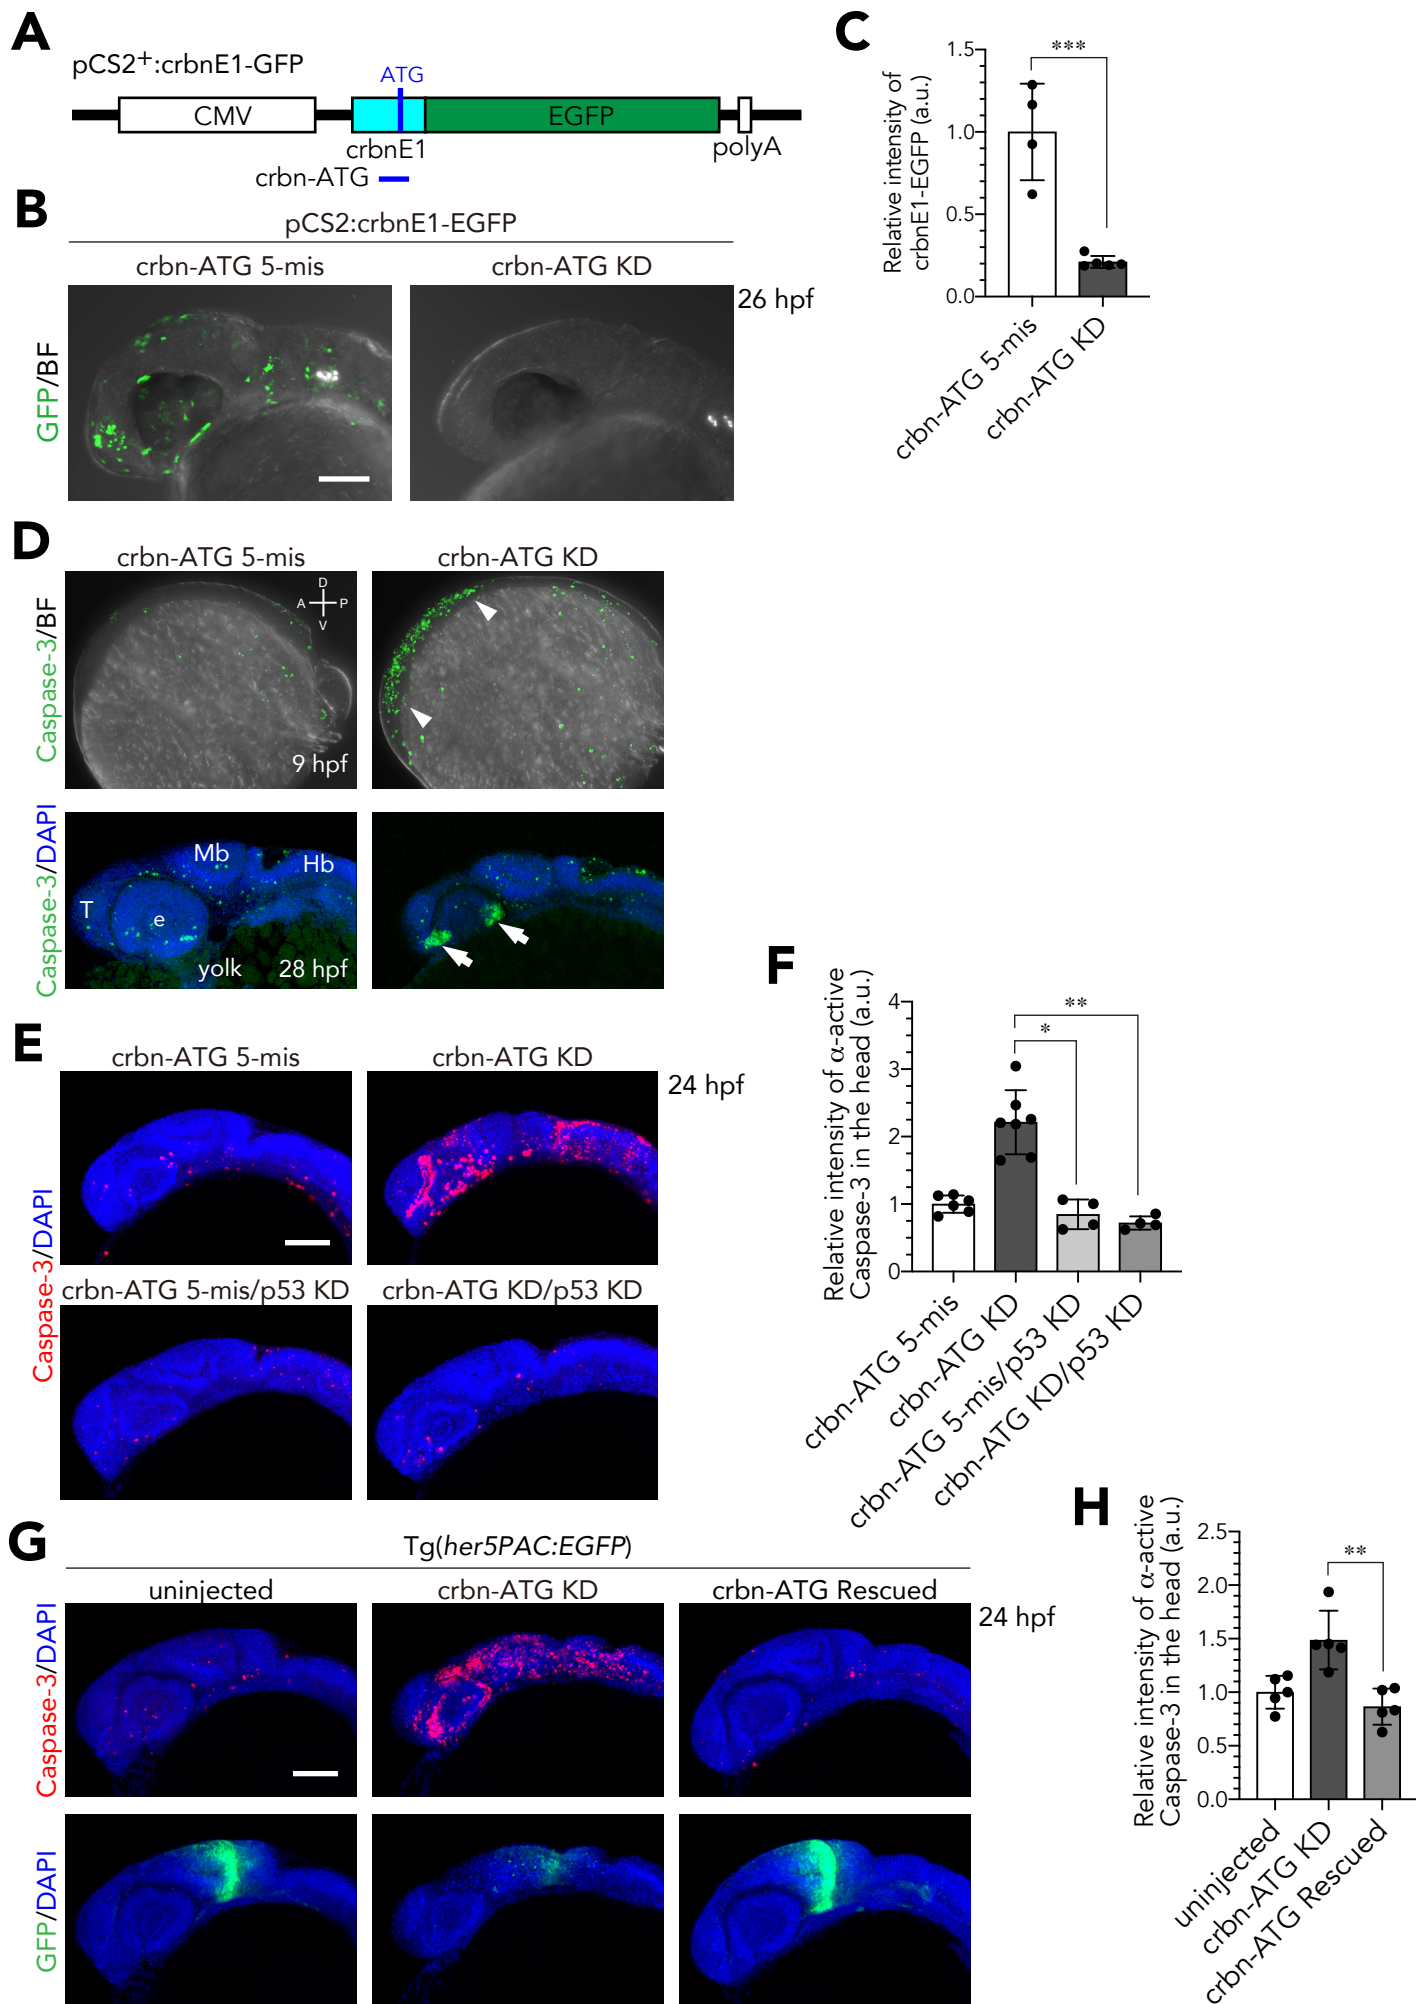 A
pCS2+:crbnE1-GFP
ATG
CMV
EGFP
crbnE1
polyA
crbn-ATG
B
pCS2:crbnE1-EGFP
crbn-ATG 5-mis
crbn-ATG KD
26 hpf
GFP/BF
C
Relative intensity of
crbnE1-EGFP (a.u.)
1.5
1.0
0.5
0.0
***
crbn-ATG 5-mis
crbn-ATG KD
D
crbn-ATG 5-mis
crbn-ATG KD
Caspase-3/BF
D
A
P
V
9 hpf
Caspase-3/DAPI
Mb
Hb
T
e
yolk
28 hpf
E
crbn-ATG 5-mis
crbn-ATG KD
24 hpf
Caspase-3/DAPI
crbn-ATG 5-mis/p53 KD
crbn-ATG KD/p53 KD
F
Relative intensity of α-active
Caspase-3 in the head (a.u.)
4
3
2
1
0
**
*
crbn-ATG 5-mis
crbn-ATG KD
crbn-ATG 5-mis/p53 KD
crbn-ATG KD/p53 KD
G
Tg(her5PAC:EGFP)
uninjected
crbn-ATG KD
crbn-ATG Rescued
24 hpf
Caspase-3/DAPI
GFP/DAPI
H
Relative intensity of α-active
Caspase-3 in the head (a.u.)
2.5
2.0
1.5
1.0
0.5
0.0
**
uninjected
crbn-ATG KD
crbn-ATG Rescued